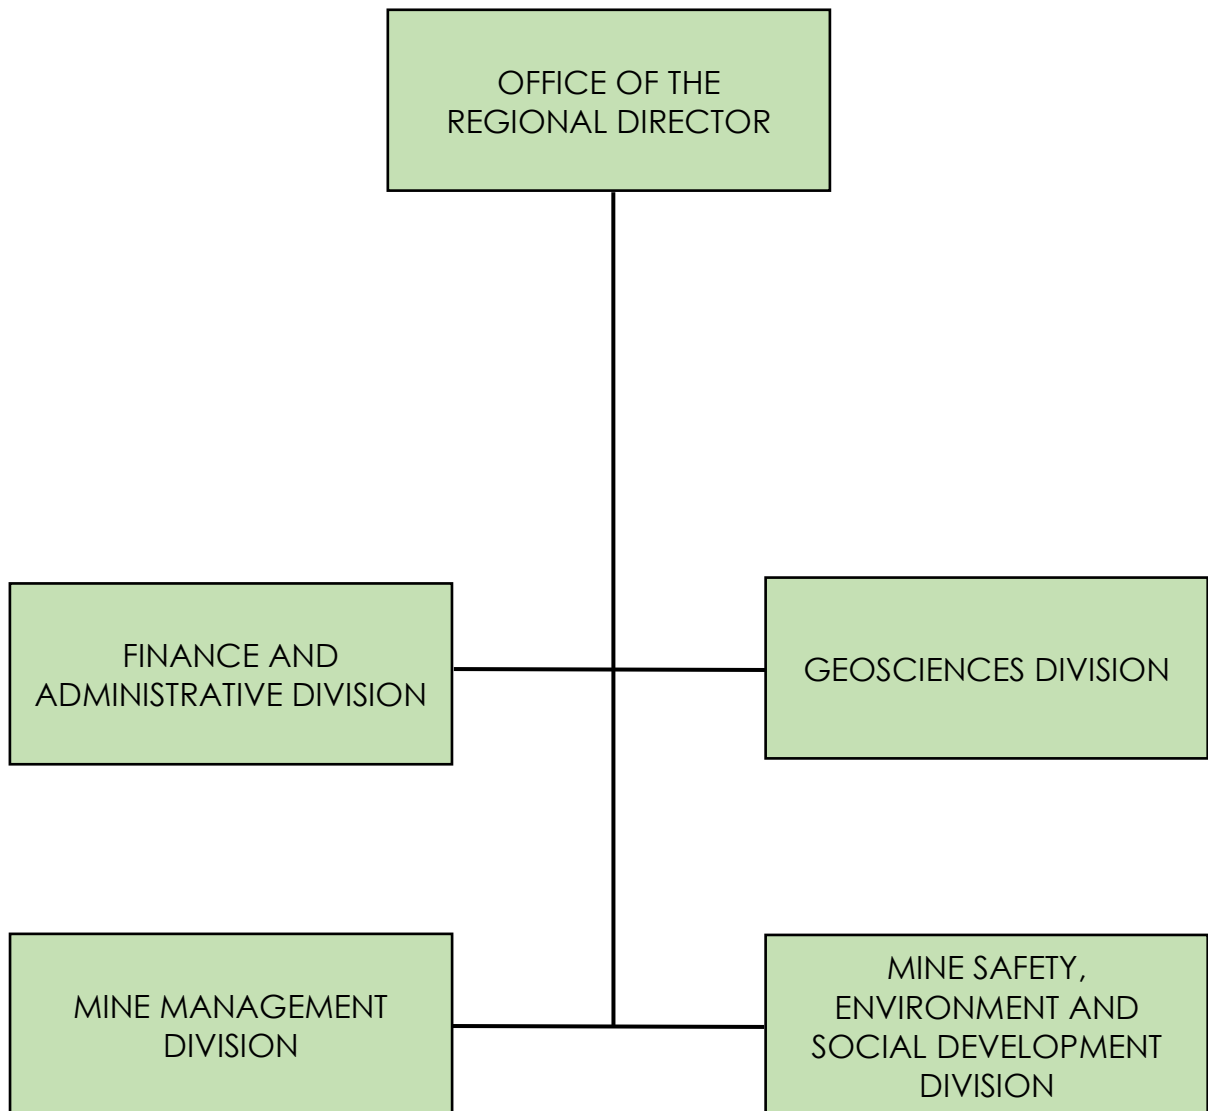 OFFICE OF THE
REGIONAL DIRECTOR
FINANCE AND
ADMINISTRATIVE DIVISION
GEOSCIENCES DIVISION
MINE MANAGEMENT
DIVISION
MINE SAFETY,
ENVIRONMENT AND
SOCIAL DEVELOPMENT
DIVISION